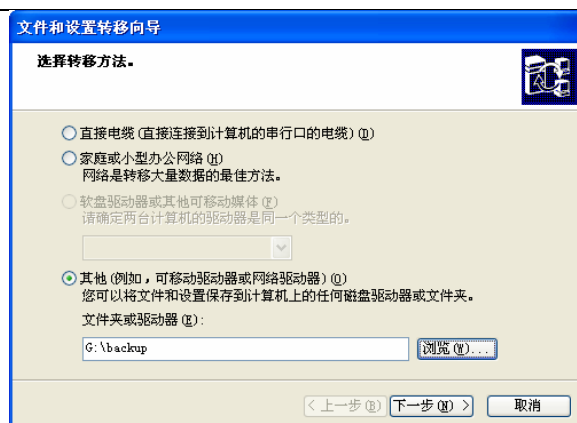 文件和设置转移向导
选择转移方法。
直接电缆(直接连接到计算机的串行口的电缆)(D)
家庭或小型办公网络(H)
网络是转移大量数据的最佳方法。
软盘驱动器或其他可移动媒体(F)
请确定两台计算机的驱动器是同一个类型的。
其他(例如，可移动驱动器或网络驱动器)(O)
您可以将文件和设置保存到计算机上的任何磁盘驱动器或文件夹。
文件夹或驱动器(E):
G:\backup
浏览(W)...
< 上一步(B)
下一步(N) >
取消